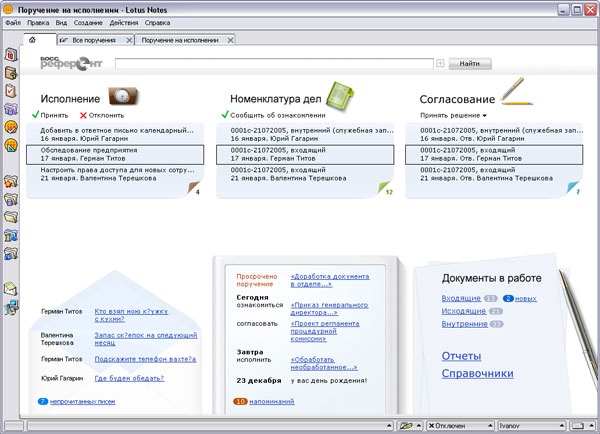 Поручение на исполнении - Lotus Notes
Файл Правка Вид Создание Действия Справка
Все поручения
Поручение на исполнении
БОСС
рефер@нт
Найти
Исполнение
Принять Отклонить
Добавить в ответное письмо календарный...
16 января. Юрий Гагарин
Обследование предприятия
17 января. Герман Титов
Настроить права доступа для новых сотру...
21 января. Валентина Терешкова
4
Номенклатура дел
Сообщить об ознакомлении
0001с-21072005, внутренний (служебная зап...
16 января. Юрий Гагарин
0001с-21072005, входящий
17 января. Герман Титов
0001с-21072005, входящий
21 января. Валентина Терешкова
12
Согласование
Принять решение
0001с-21072005, внутренний (служебная зап...
16 января. Отв. Юрий Гагарин
0001с-21072005, входящий
17 января. Отв. Герман Титов
0001с-21072005, входящий
21 января. Отв. Валентина Терешкова
7
Герман Титов Кто взял мою к?ужку
с кухни?
Валентина Запас ск?епок на следующий
Терешкова месяц
Герман Титов Подскажите телефон вахте?а
Юрий Гагарин Где будем обедать?
7 непрочитанных писем
Просрочено «Доработка документа
поручение в отделе...»
Сегодня
ознакомиться «Приказ генерального
директора...»
согласовать «Проект регламента
процедурной
комиссии»
Завтра
исполнить «Обработать
необработанное...»
23 декабря у вас день рождения!
10 напоминаний
Документы в работе
Входящие 13 2 новых
Исходящие 21
Внутренние 33
Отчеты
Справочники
Отключен
Ivanov